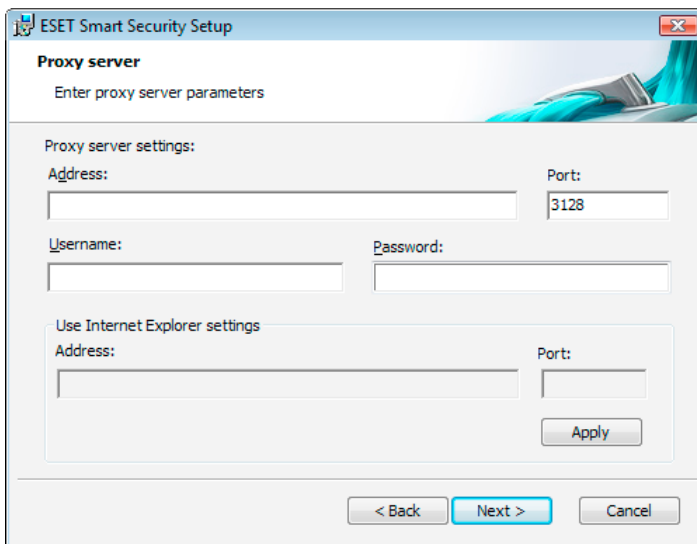 ESET Smart Security Setup
Proxy server
Enter proxy server parameters
Proxy server settings:
Address: Port:
3128
Username: Password:
Use Internet Explorer settings
Address: Port:
Apply
< Back Next > Cancel